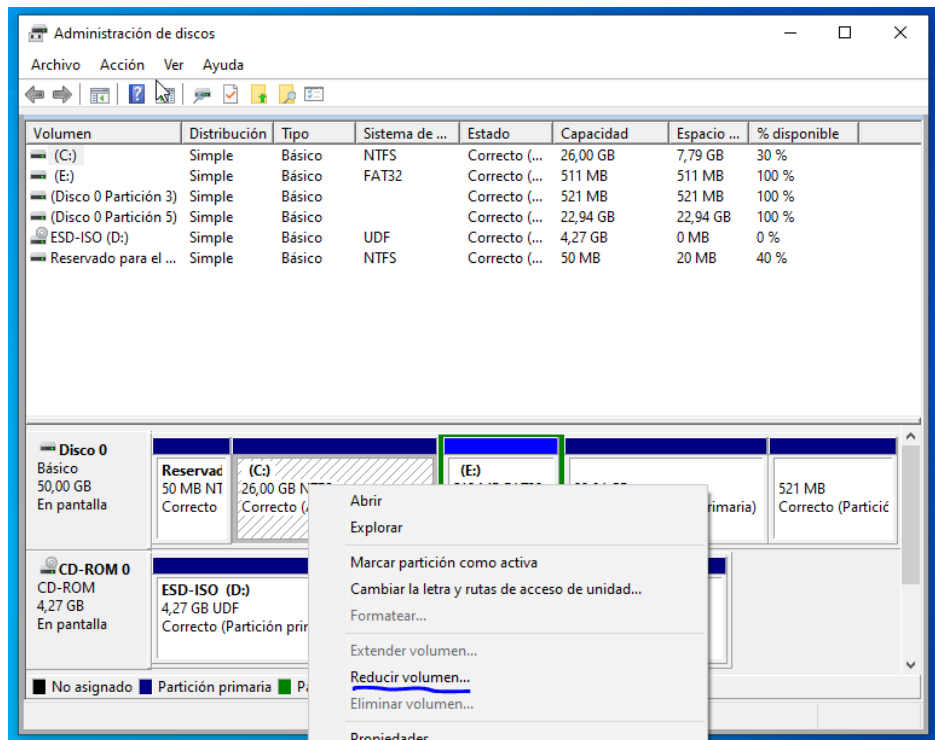 Administración de discos
Archivo Acción Ver Ayuda
Volumen Distribución Tipo Sistema de ... Estado Capacidad Espacio ... % disponible
(C:) Simple Básico NTFS Correcto (... 26,00 GB 7,79 GB 30 %
(E:) Simple Básico FAT32 Correcto (... 511 MB 511 MB 100 %
(Disco 0 Partición 3) Simple Básico Correcto (... 521 MB 521 MB 100 %
(Disco 0 Partición 5) Simple Básico Correcto (... 22,94 GB 22,94 GB 100 %
ESD-ISO (D:) Simple Básico UDF Correcto (... 4,27 GB 0 MB 0 %
Reservado para el ... Simple Básico NTFS Correcto (... 50 MB 20 MB 40 %
Disco 0
Básico
50,00 GB
En pantalla
Reservad
50 MB NT
Correcto
(C:)
26,00 GB
Correcto
(E:)
521 MB
Correcto (Partició
Abrir
Explorar
Marcar partición como activa
Cambiar la letra y rutas de acceso de unidad...
Formatear...
Extender volumen...
Reducir volumen...
Eliminar volumen...
Propiedades
CD-ROM 0
CD-ROM
4,27 GB
En pantalla
ESD-ISO (D:)
4,27 GB UDF
Correcto (Partición prir
No asignado Partición primaria